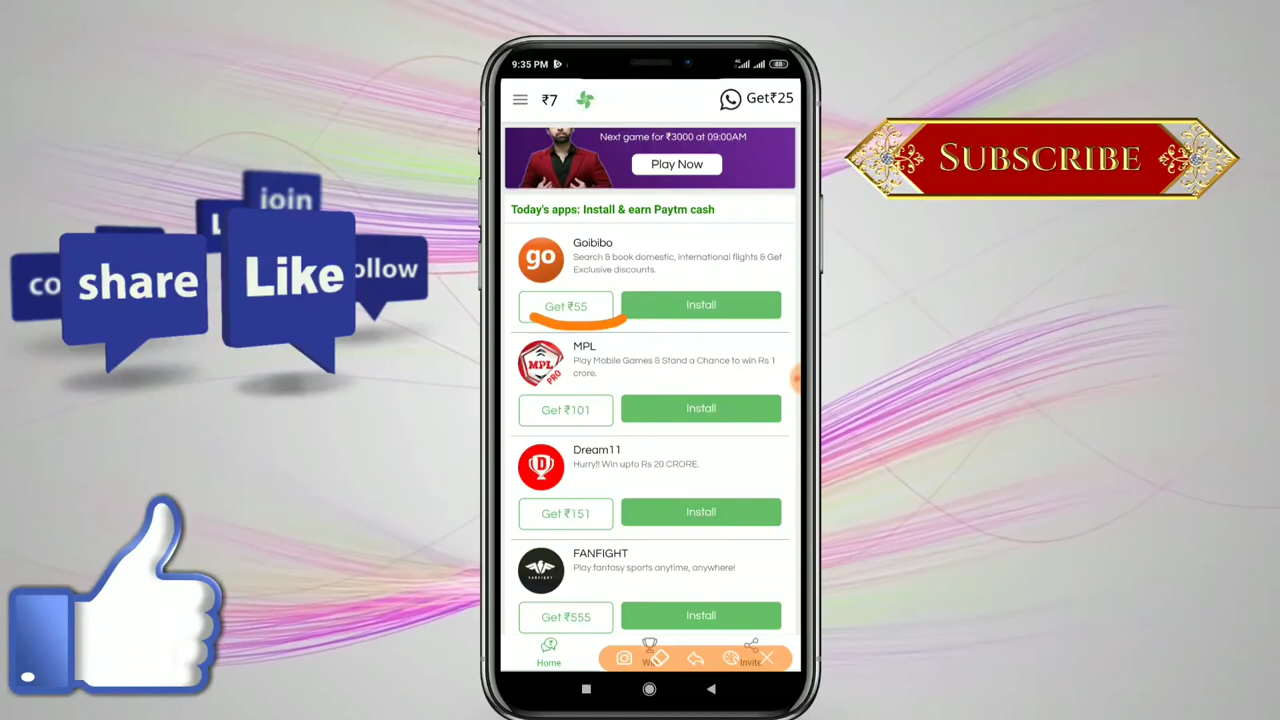 join
co
share
Like
ollow
SUBSCRIBE
9:35 PM
4G
88
₹7
Get₹25
Next game for ₹3000 at 09:00AM
Play Now
Today's apps: Install & earn Paytm cash
go
Goibibo
Search & book domestic, international flights & Get
Exclusive discounts.
Get ₹55
Install
MPL
PRO
MPL
Play Mobile Games & Stand a Chance to win Rs 1
crore.
Get ₹101
Install
D
Dream11
Hurry!! Win upto Rs 20 CRORE.
Get ₹151
Install
FANFIGHT
FANFIGHT
Play fantasy sports anytime, anywhere!
Get ₹555
Install
Home
Invite